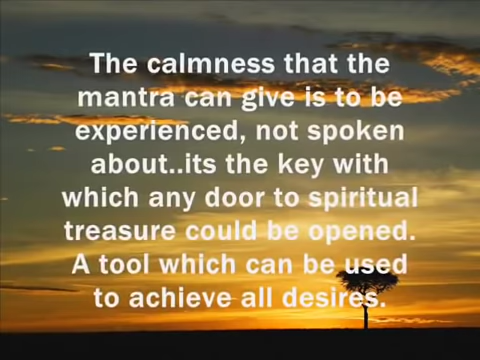 The calmness that the
mantra can give is to be
experienced, not spoken
about..its the key with
which any door to spiritual
treasure could be opened.
A tool which can be used
to achieve all desires.